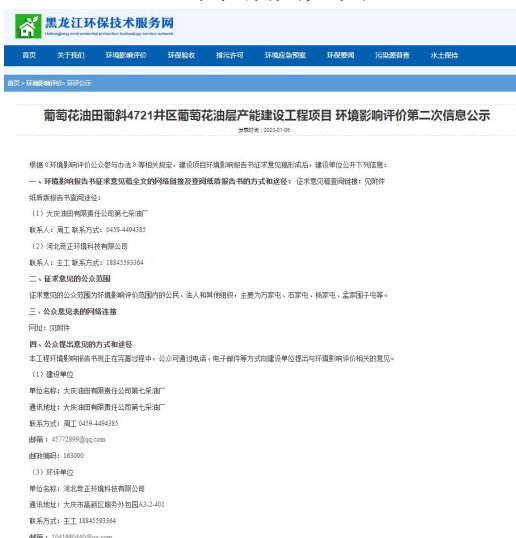 黑龙江环保技术服务网
Heilongjiang environmental protection technology service network
首页 关于我们 环境影响评价 环保验收 排污许可 环境应急预案 环保要闻 污染源普查 水土保持
首页 > 环境影响评价> 环评公示
葡萄花油田葡斜4721井区葡萄花油层产能建设工程项目 环境影响评价第二次信息公示
发表时间：2023-01-06
根据《环境影响评价公众参与办法》等相关规定，建设项目环境影响报告书征求意见稿形成后，建设单位公开下列信息：
一、环境影响报告书征求意见稿全文的网络链接及查阅纸质报告书的方式和途径：征求意见稿查阅链接：见附件
纸质版报告书查阅途径：
（1）大庆油田有限责任公司第七采油厂
联系人：周工 联系方式：0459-4494385
（2）河北奇正环境科技有限公司
联系人：王工 联系方式：18845593364
二、征求意见的公众范围
征求意见的公众范围为环境影响评价范围内的公民、法人和其他组织，主要为万家屯、石家屯、杨家屯、孟家围子屯等。
三、公众意见表的网络连接
网址：见附件
四、公众提出意见的方式和途径
本工程环境影响报告书现正在完善过程中，公众可通过电话、电子邮件等方式向建设单位提出与环境影响评价相关的意见。
（1）建设单位
单位名称：大庆油田有限责任公司第七采油厂
通讯地址：大庆油田有限责任公司第七采油厂
联系方式：周工 0459-4494385
邮箱：45772899@qq.com
邮政编码：163000
（3）环评单位
单位名称：河北奇正环境科技有限公司
通讯地址：大庆市高新区服务外包园A3-2-401
联系方式：王工 18845593364
邮箱：1041980440@qq.com